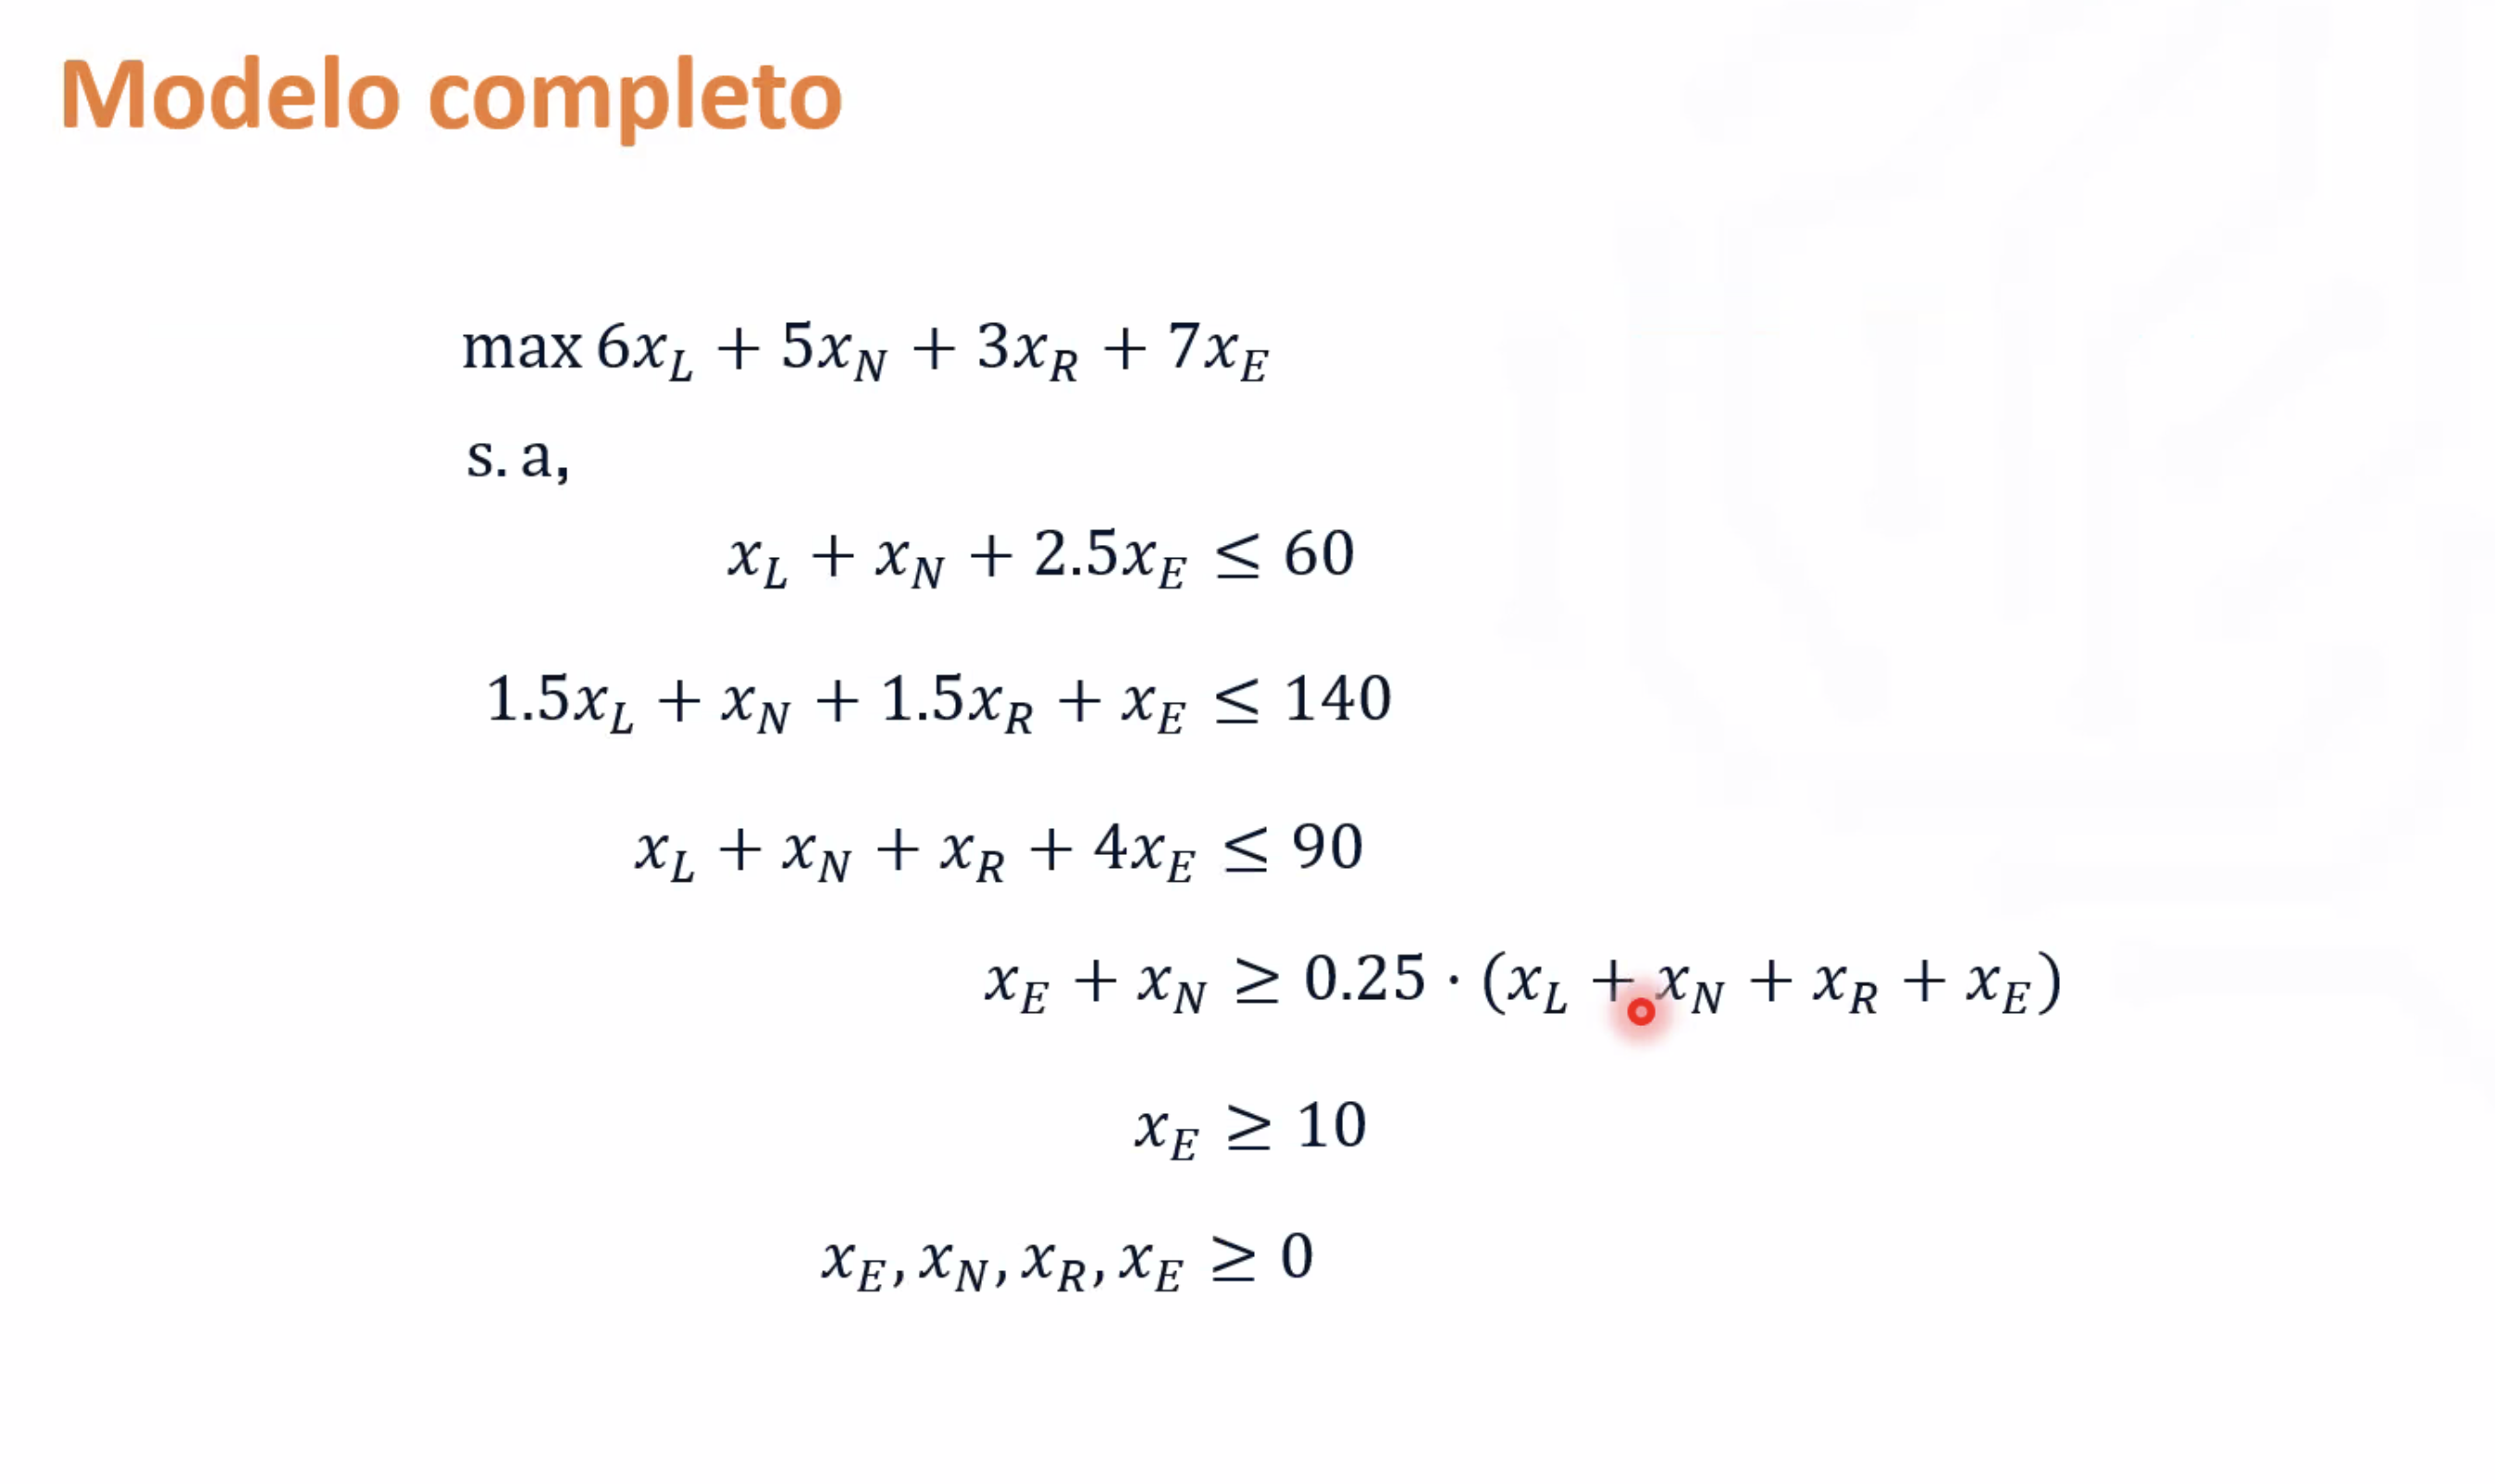 Modelo completo
max 6x_L + 5x_N + 3x_R + 7x_E
s. a,
x_L + x_N + 2.5x_E ≤ 60
1.5x_L + x_N + 1.5x_R + x_E ≤ 140
x_L + x_N + x_R + 4x_E ≤ 90
x_E + x_N ≥ 0.25 · (x_L + x_N + x_R + x_E)
x_E ≥ 10
x_E, x_N, x_R, x_E ≥ 0